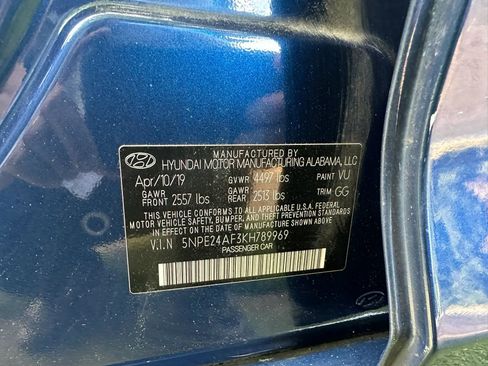 MANUFACTURED BY
HYUNDAI MOTOR MANUFACTURING ALABAMA, LLC
Apr/10/19 GVWR 4497 lbs PAINT VU
GAWR FRONT 2557 lbs GAWR REAR 2513 lbs TRIM GG
THIS VEHICLE CONFORMS TO ALL APPLICABLE U.S.A. FEDERAL
MOTOR VEHICLE SAFETY, BUMPER, AND THEFT PREVENTION
STANDARDS IN EFFECT ON THE DATE OF MANUFACTURE SHOWN ABOVE.
V.I.N 5NPE24AF3KH789969
PASSENGER CAR